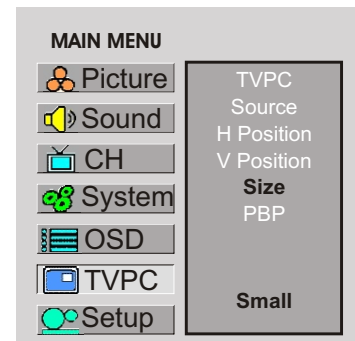 MAIN MENU
Picture
Sound
CH
System
OSD
TVPC
Setup
TVPC
Source
H Position
V Position
Size
PBP
Small